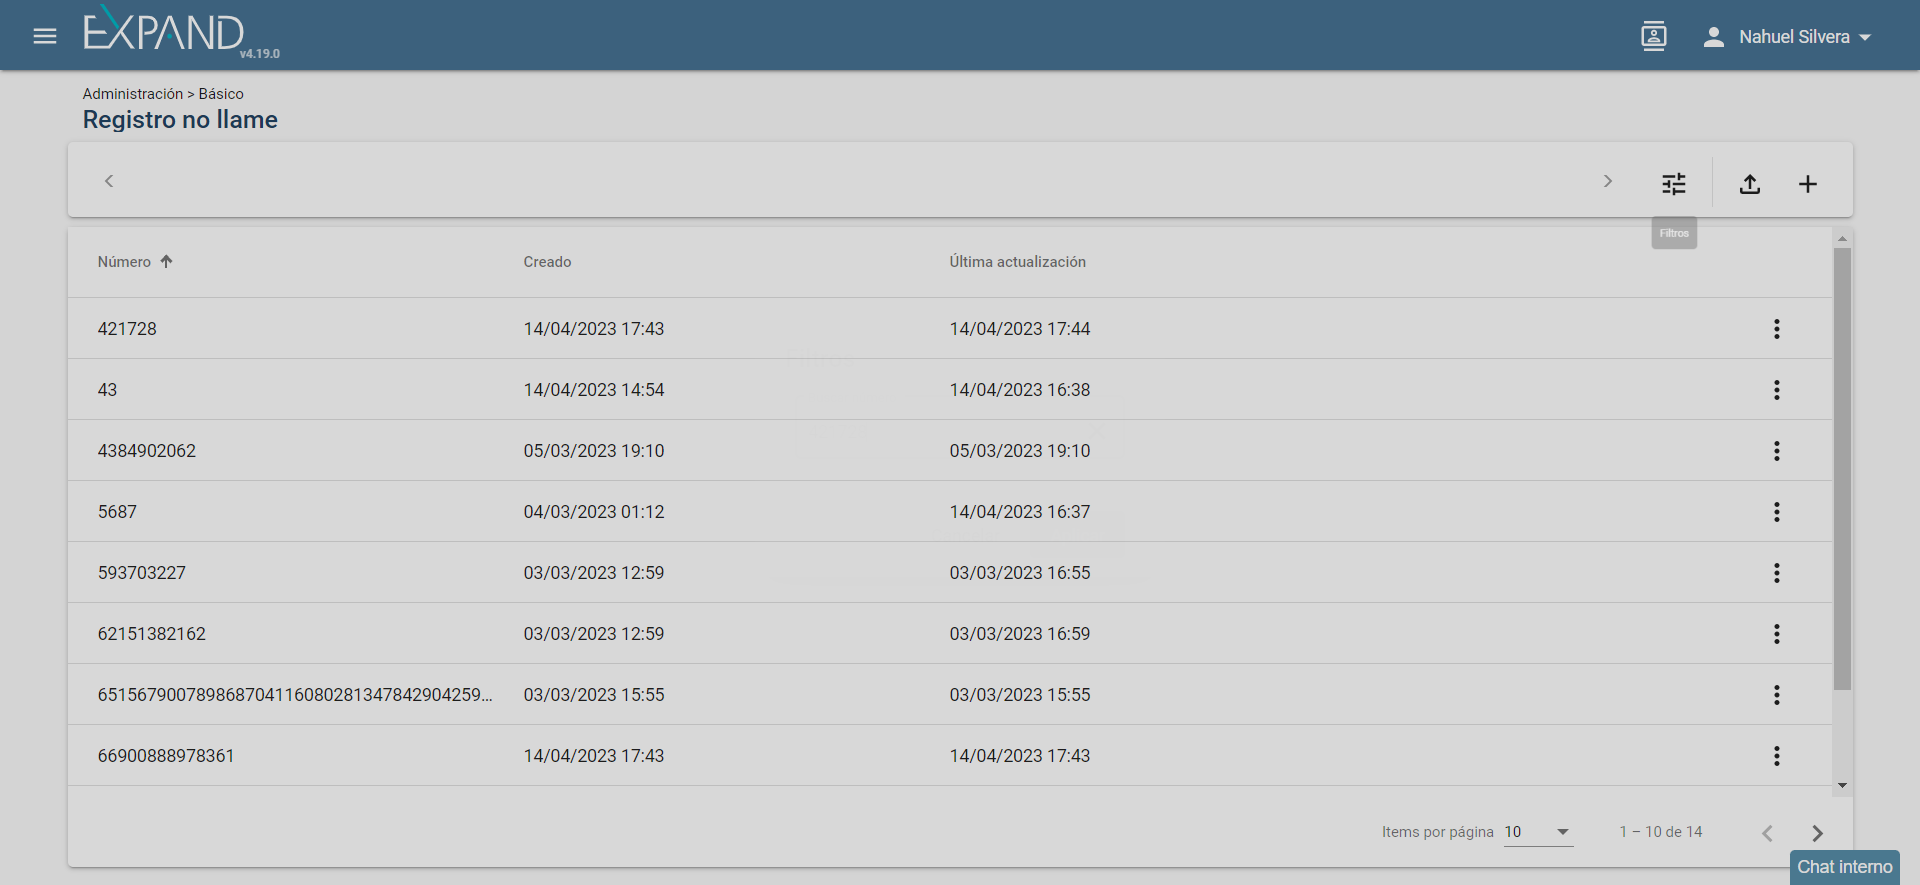 EXPAND
v4.19.0
Nahuel Silvera
Administración > Básico
Registro no llame
Filtros
Número Creado Última actualización
421728 14/04/2023 17:43 14/04/2023 17:44
43 14/04/2023 14:54 14/04/2023 16:38
4384902062 05/03/2023 19:10 05/03/2023 19:10
5687 04/03/2023 01:12 14/04/2023 16:37
593703227 03/03/2023 12:59 03/03/2023 16:55
62151382162 03/03/2023 12:59 03/03/2023 16:59
6515679007898687041160802813478429042​59... 03/03/2023 15:55 03/03/2023 15:55
66900888978361 14/04/2023 17:43 14/04/2023 17:43
Items por página 10 1 – 10 de 14
Chat interno